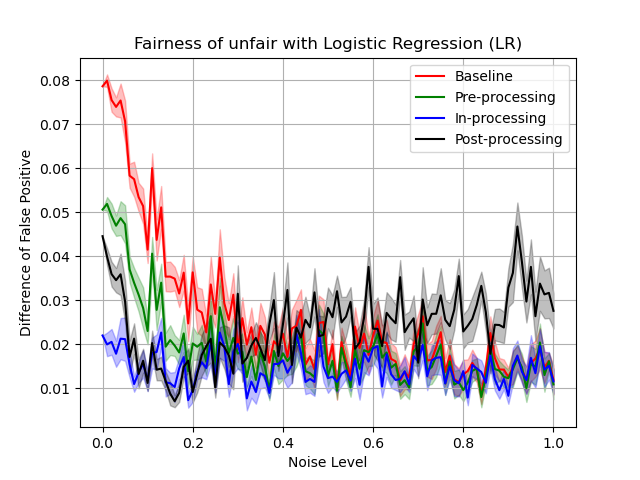 Fairness of unfair with Logistic Regression (LR)
Baseline
Pre-processing
In-processing
Post-processing
Difference of False Positive
0.08
0.07
0.06
0.05
0.04
0.03
0.02
0.01
0.0 0.2 0.4 0.6 0.8 1.0
Noise Level